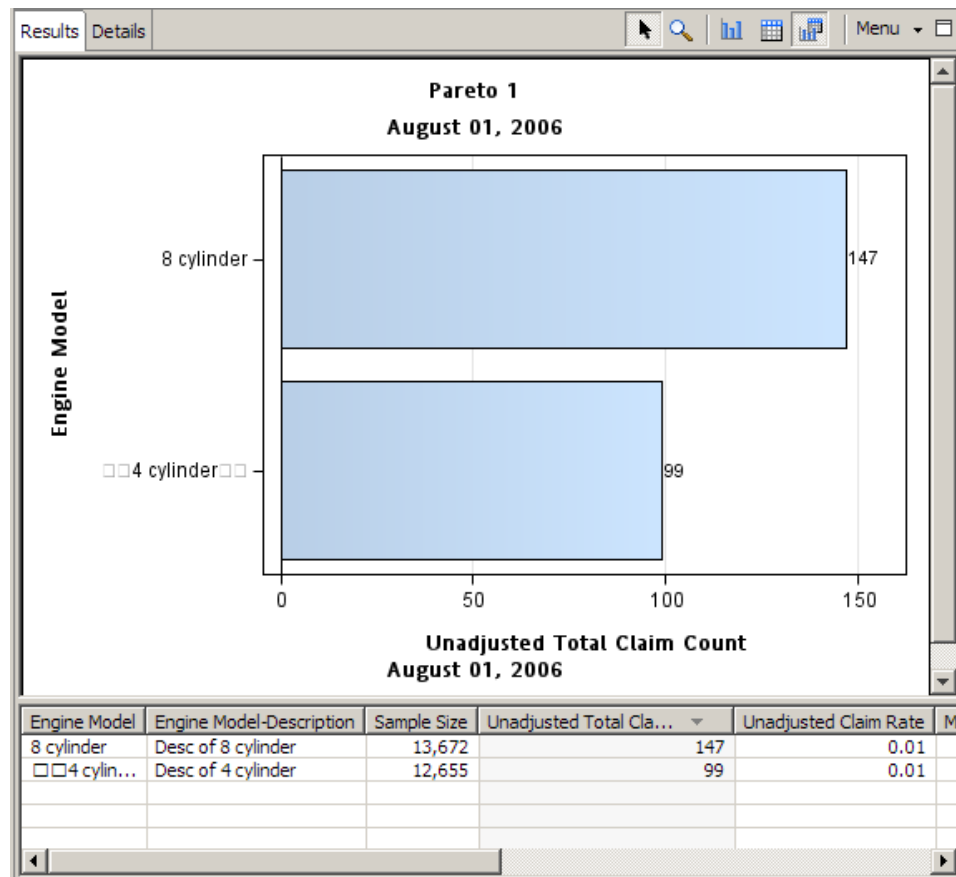 Results Details Menu
Pareto 1
August 01, 2006
Engine Model
8 cylinder
147
□□4 cylinder□□
99
0 50 100 150
Unadjusted Total Claim Count
August 01, 2006
Engine Model Engine Model-Description Sample Size Unadjusted Total Cla... Unadjusted Claim Rate M
8 cylinder Desc of 8 cylinder 13,672 147 0.01
□□4 cylin... Desc of 4 cylinder 12,655 99 0.01